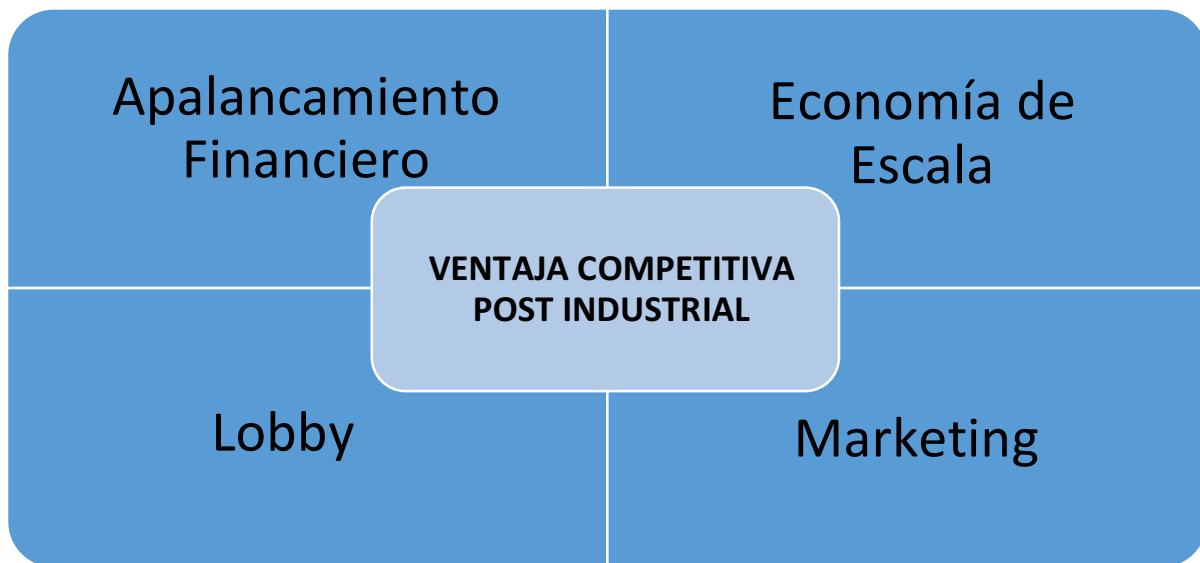 Apalancamiento
Financiero
Economía de
Escala
VENTAJA COMPETITIVA
POST INDUSTRIAL
Lobby
Marketing